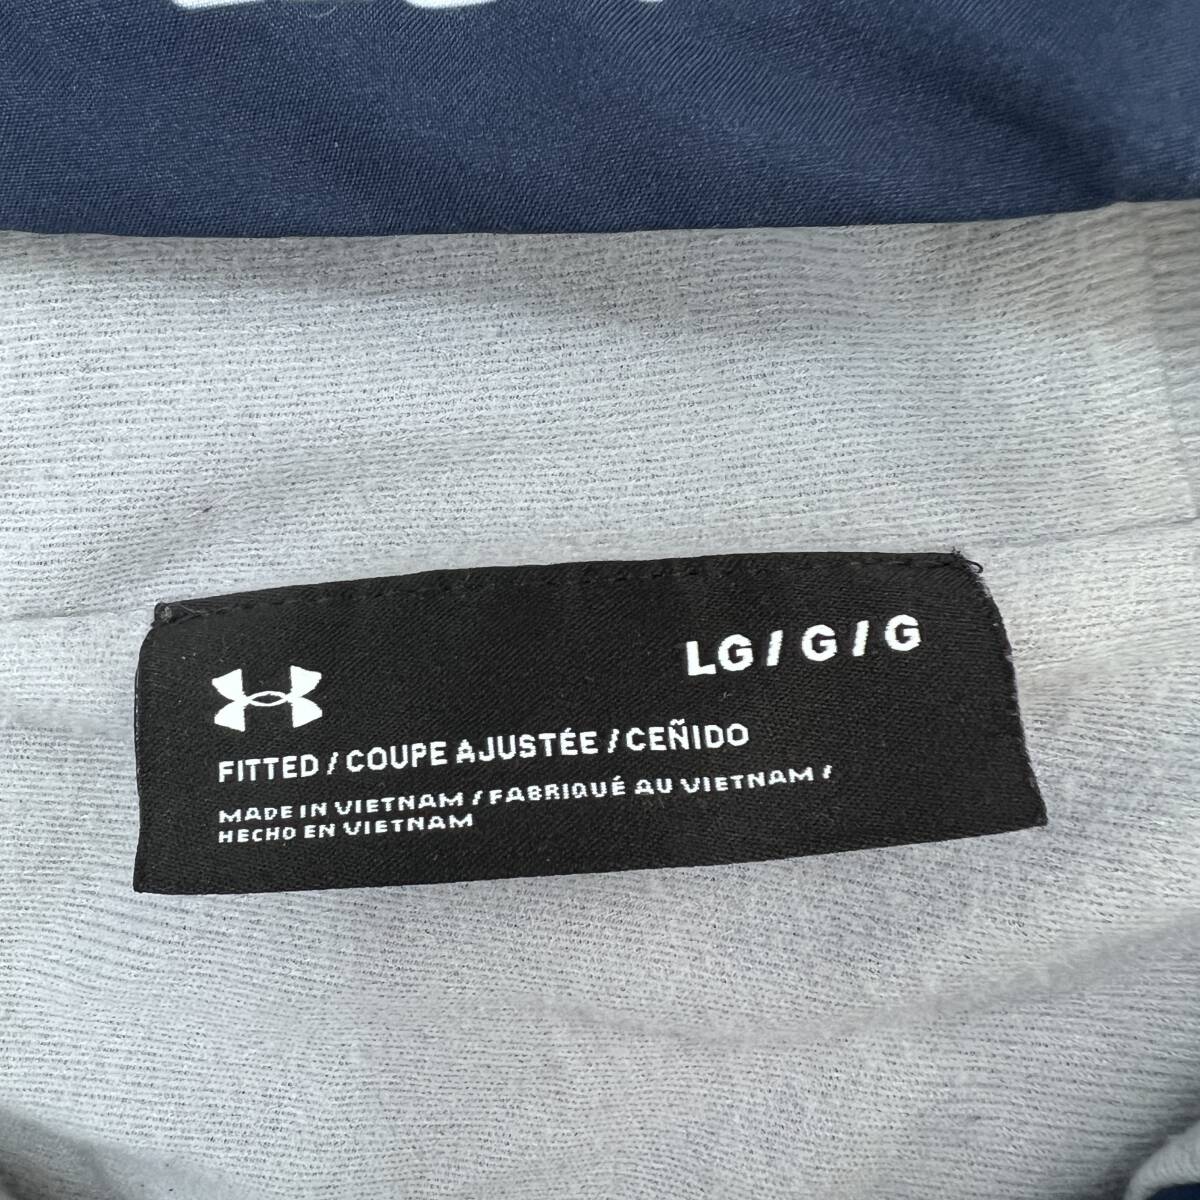 LG / G / G
FITTED / COUPE AJUSTÉE / CEÑIDO
MADE IN VIETNAM / FABRIQUÉ AU VIETNAM /
HECHO EN VIETNAM